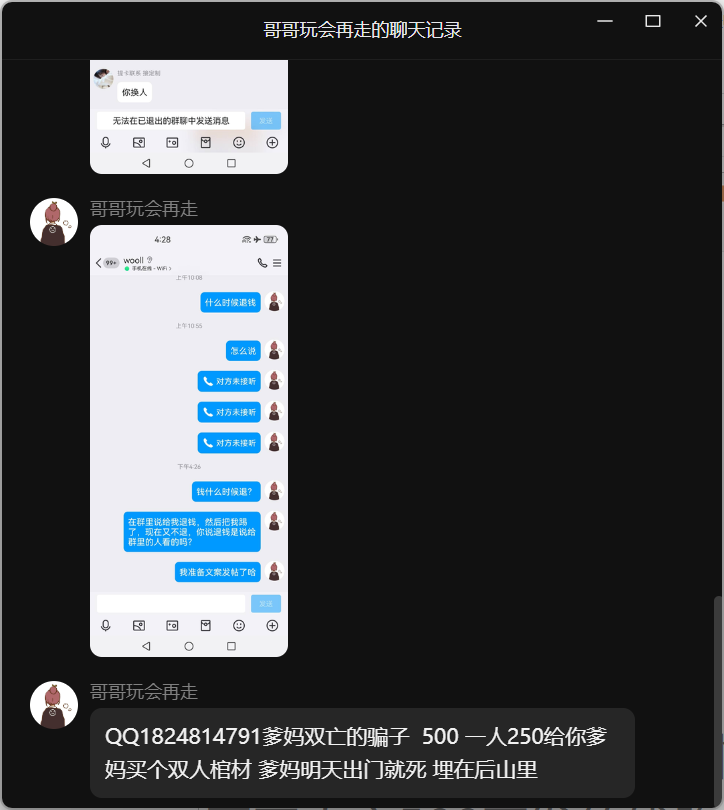 哥哥玩会再走的聊天记录
你换人
无法在已退出的群聊中发送消息
发送
哥哥玩会再走
4:28
77
99+
wooll
手机在线 - WiFi
上午10:08
什么时候退钱
上午10:55
怎么说
对方未接听
对方未接听
对方未接听
下午4:26
钱什么时候退?
在群里说给我退钱,然后把我踢
了,现在又不退,你说退钱是说给
群里的人看的吗?
我准备文案发帖了哈
发送
哥哥玩会再走
QQ1824814791爹妈双亡的骗子 500 一人250给你爹
妈买个双人棺材 爹妈明天出门就死 埋在后山里